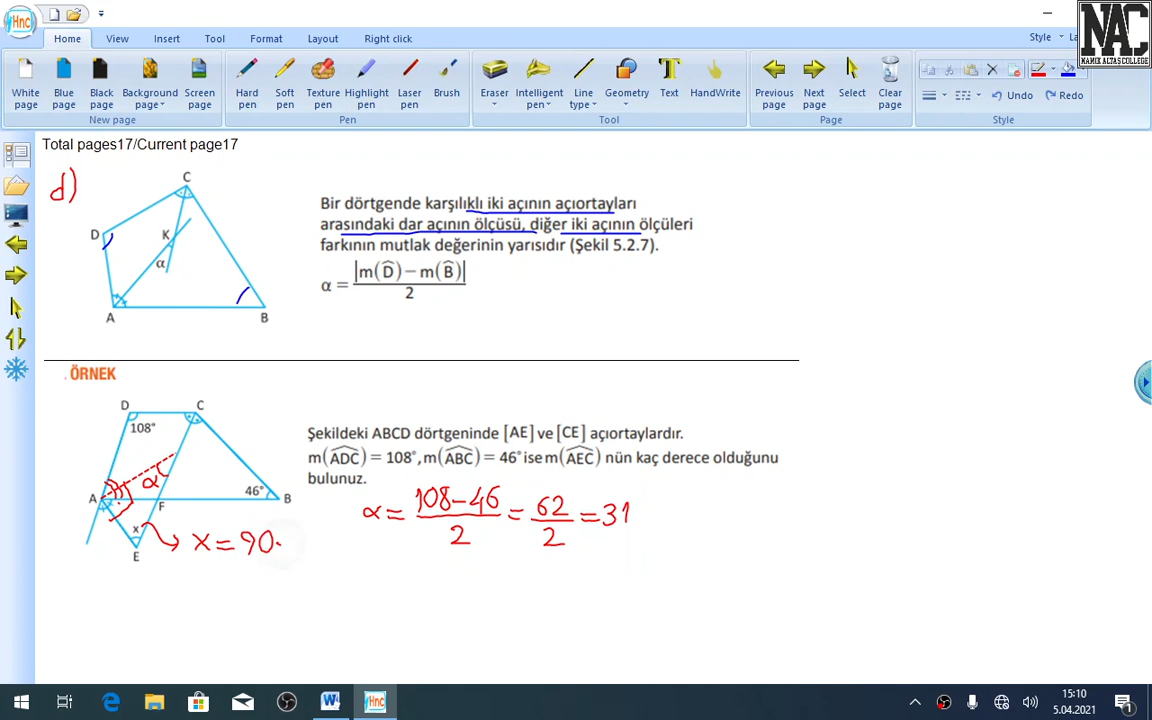 Hnc
NAC
NAMIK ALTAS COLLEGE
Home View Insert Tool Format Layout Right click
Style
White page Blue page Black page Background page Screen page
Hard pen Soft pen Texture pen Highlight pen Laser pen Brush
Eraser Intelligent pen Line type Geometry Text HandWrite
Previous page Next page Select Clear page
Undo Redo
New page Pen Tool Page Style
Total pages17/Current page17
d)
C
D
K
α
A
B
Bir dörtgende karşılıklı iki açının açıortayları
arasındaki dar açının ölçüsü, diğer iki açının ölçüleri
farkının mutlak değerinin yarısıdır (Şekil 5.2.7).
α = |m(D̂) − m(B̂)| / 2
. ÖRNEK
D
C
108°
α
46°
A
F
B
x
E
x = 90-
Şekildeki ABCD dörtgeninde [AE] ve [CE] açıortaylardır.
m(ADC) = 108°, m(ABC) = 46° ise m(AEC) nün kaç derece olduğunu
bulunuz.
α = 108-46 / 2 = 62 / 2 = 31
Hnc
15:10
5.04.2021
1